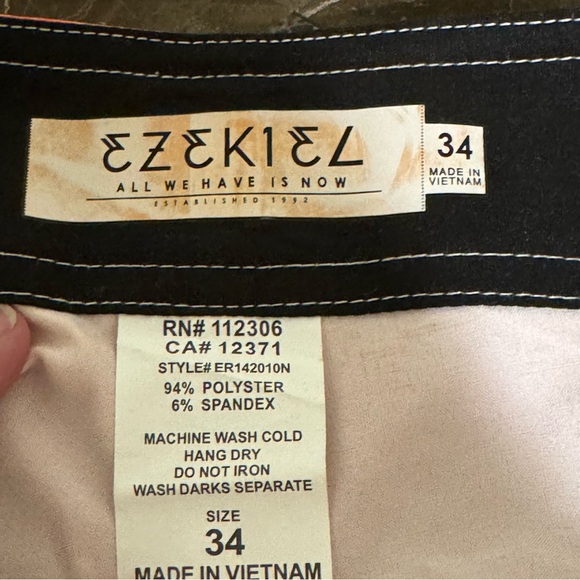 EZEKIEL
ALL WE HAVE IS NOW
ESTABLISHED 1992
34
MADE IN
VIETNAM
RN# 112306
CA# 12371
STYLE# ER142010N
94% POLYSTER
6% SPANDEX
MACHINE WASH COLD
HANG DRY
DO NOT IRON
WASH DARKS SEPARATE
SIZE
34
MADE IN VIETNAM